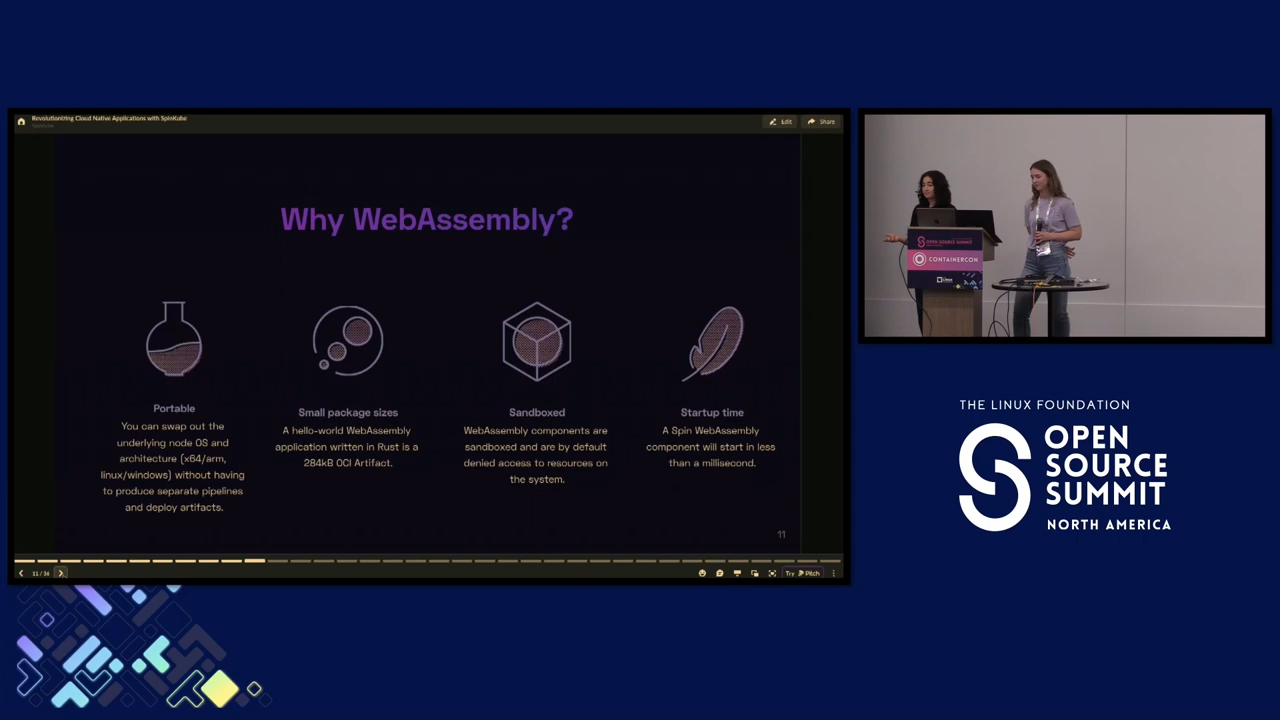 Revolutionizing Cloud Native Applications with SpinKube
Edit
Share
Why WebAssembly?
Portable
You can swap out the
underlying node OS and
architecture (x64/arm,
linux/windows) without having
to produce separate pipelines
and deploy artifacts.
Small package sizes
A hello-world WebAssembly
application written in Rust is a
284kB OCI Artifact.
Sandboxed
WebAssembly components are
sandboxed and are by default
denied access to resources on
the system.
Startup time
A Spin WebAssembly
component will start in less
than a millisecond.
11
11 / 36
Try Pitch
OPEN SOURCE SUMMIT
CONTAINERCON
THE LINUX FOUNDATION
OPEN
SOURCE
SUMMIT
NORTH AMERICA